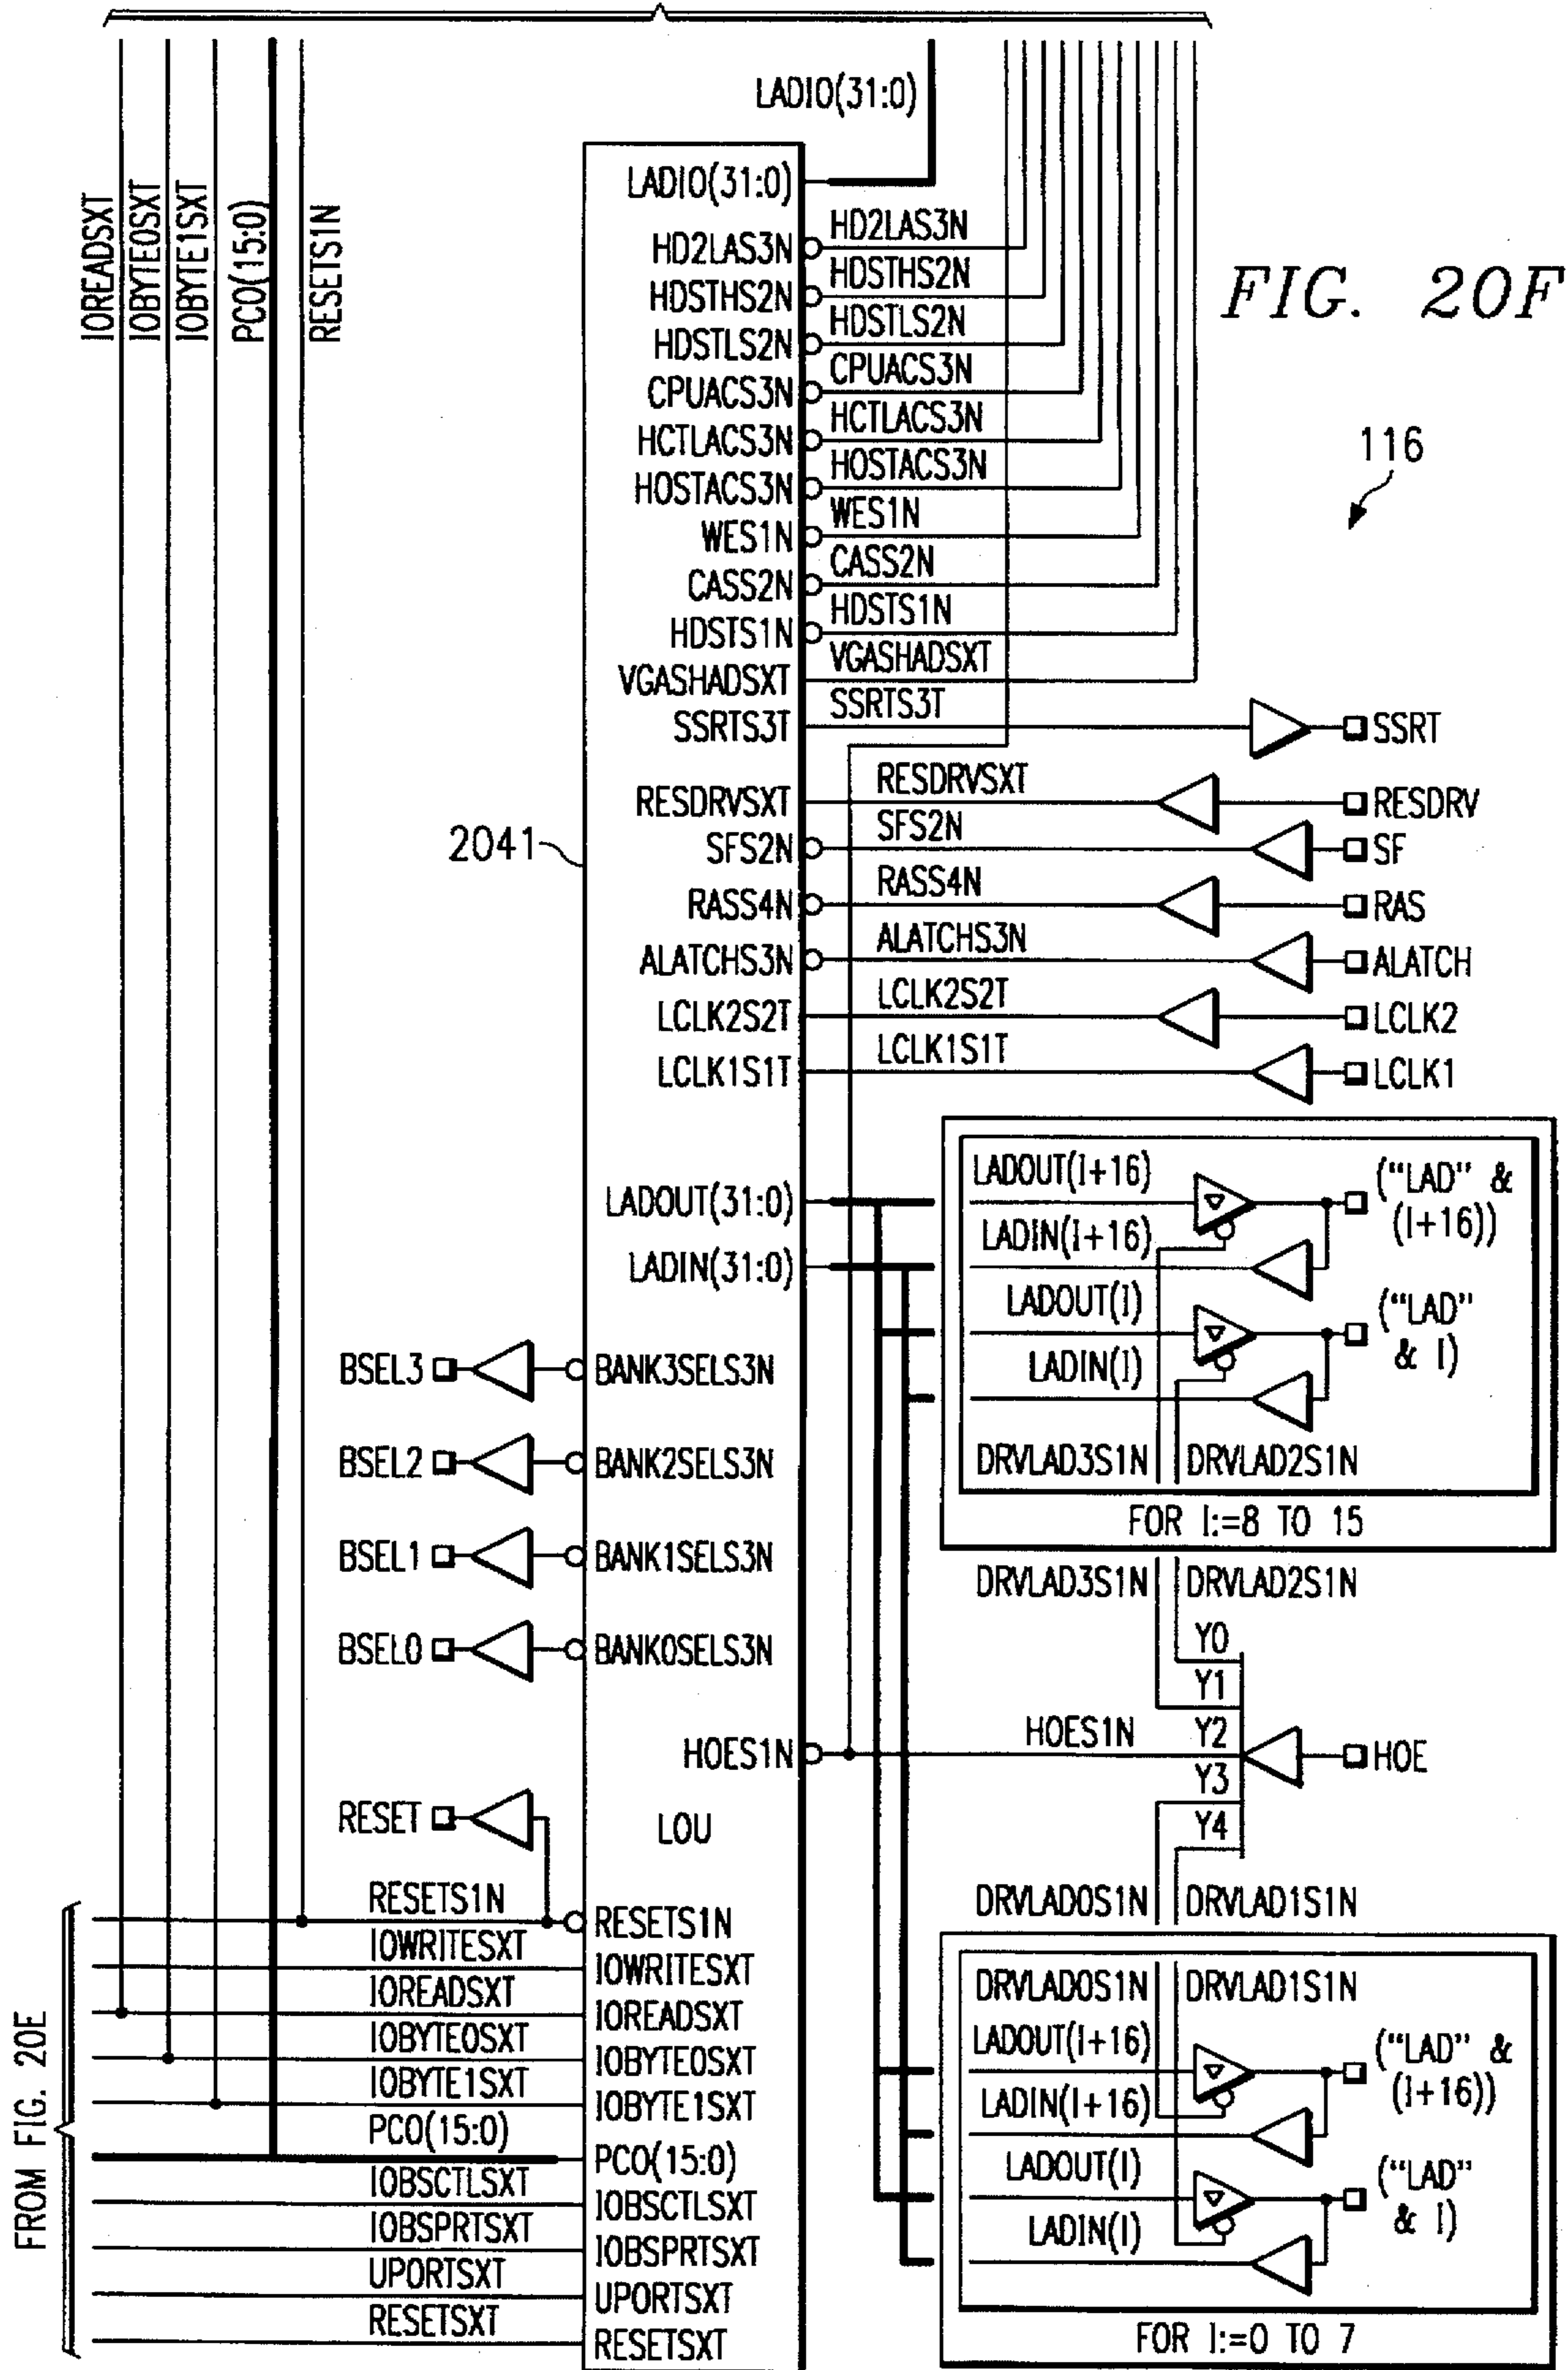 LADIO(31:0)
IOREADSXT
IOBYTE0SXT
IOBYTE1SXT
PCO(15:0)
RESETS1N
FIG. 20F
116
LADIO(31:0)
HD2LAS3N HD2LAS3N
HDSTHS2N HDSTHS2N
HDSTLS2N HDSTLS2N
CPUACS3N CPUACS3N
HCTLACS3N HCTLACS3N
HOSTACS3N HOSTACS3N
WES1N WES1N
CASS2N CASS2N
HDSTS1N HDSTS1N
VGASHADSXT VGASHADSXT
SSRTS3T SSRTS3T SSRT
RESDRVSXT RESDRVSXT RESDRV
2041
SFS2N SFS2N SF
RASS4N RASS4N RAS
ALATCHS3N ALATCHS3N ALATCH
LCLK2S2T LCLK2S2T LCLK2
LCLK1S1T LCLK1S1T LCLK1
LADOUT(31:0)
LADIN(31:0)
LADOUT(I+16) ("LAD" &
LADIN(I+16) (I+16))
LADOUT(I) ("LAD"
LADIN(I) & I)
DRVLAD3S1N DRVLAD2S1N
FOR I:=8 TO 15
BSEL3 BANK3SELS3N
BSEL2 BANK2SELS3N
BSEL1 BANK1SELS3N
BSEL0 BANK0SELS3N
DRVLAD3S1N DRVLAD2S1N
Y0
Y1
Y2
Y3
Y4
HOES1N HOES1N HOE
RESET LOU
DRVLAD0S1N DRVLAD1S1N
FROM FIG. 20E
RESETS1N RESETS1N
IOWRITESXT IOWRITESXT
IOREADSXT IOREADSXT
IOBYTE0SXT IOBYTE0SXT
IOBYTE1SXT IOBYTE1SXT
PCO(15:0) PCO(15:0)
IOBSCTLSXT IOBSCTLSXT
IOBSPRTSXT IOBSPRTSXT
UPORTSXT UPORTSXT
RESETSXT RESETSXT
DRVLAD0S1N DRVLAD1S1N
LADOUT(I+16) ("LAD" &
LADIN(I+16) (I+16))
LADOUT(I) ("LAD"
LADIN(I) & I)
FOR I:=0 TO 7